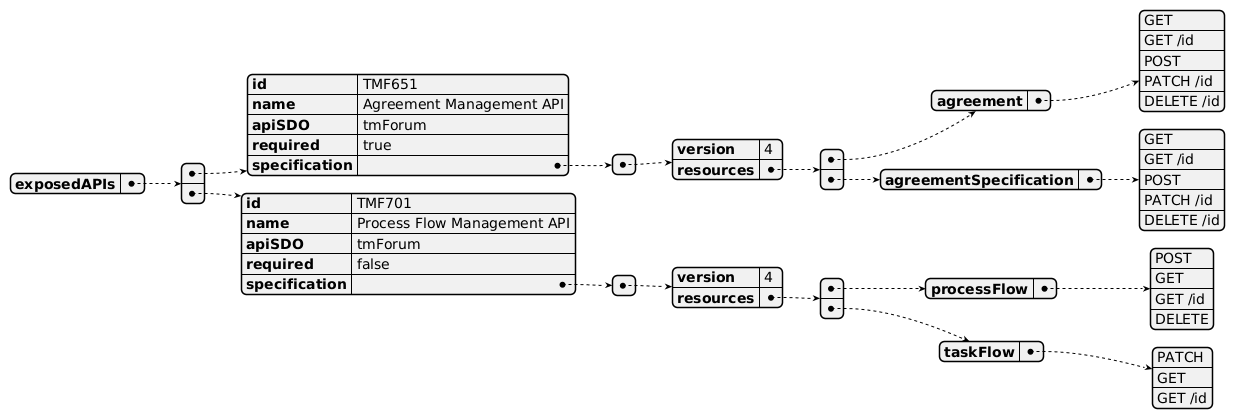 exposedAPIs
id TMF651
name Agreement Management API
apiSDO tmForum
required true
specification
version 4
resources
agreement
GET
GET /id
POST
PATCH /id
DELETE /id
agreementSpecification
GET
GET /id
POST
PATCH /id
DELETE /id
id TMF701
name Process Flow Management API
apiSDO tmForum
required false
specification
version 4
resources
processFlow
POST
GET
GET /id
DELETE
taskFlow
PATCH
GET
GET /id